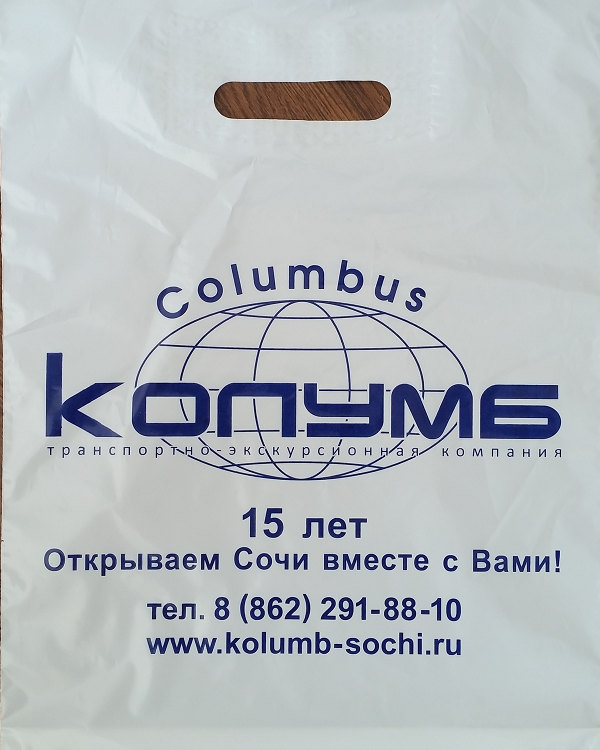 Columbus
Колумб
транспортно-экскурсионная компания
15 лет
Открываем Сочи вместе с Вами!
тел. 8 (862) 291-88-10
www.kolumb-sochi.ru